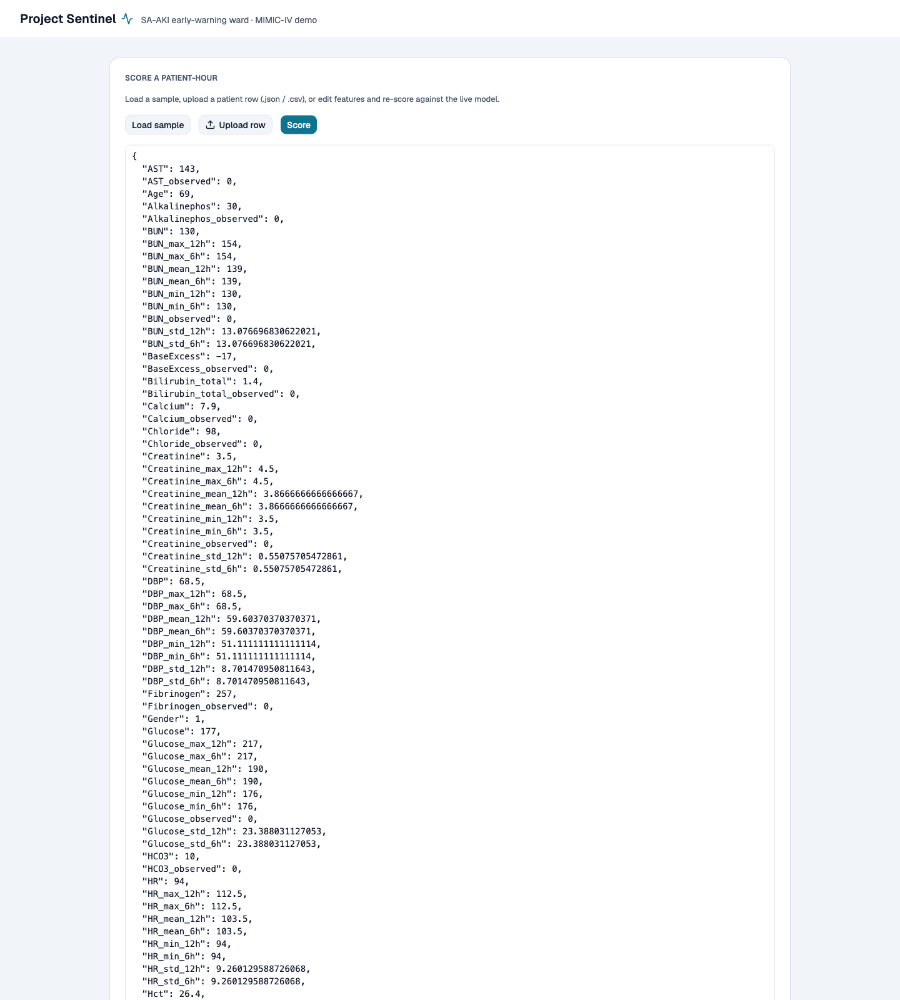 Project Sentinel
SA-AKI early-warning ward · MIMIC-IV demo
SCORE A PATIENT-HOUR
Load a sample, upload a patient row (.json / .csv), or edit features and re-score against the live model.
Load sample
Upload row
Score
{
  "AST": 143,
  "AST_observed": 0,
  "Age": 69,
  "Alkalinephos": 30,
  "Alkalinephos_observed": 0,
  "BUN": 130,
  "BUN_max_12h": 154,
  "BUN_max_6h": 154,
  "BUN_mean_12h": 139,
  "BUN_mean_6h": 139,
  "BUN_min_12h": 130,
  "BUN_min_6h": 130,
  "BUN_observed": 0,
  "BUN_std_12h": 13.076696830622021,
  "BUN_std_6h": 13.076696830622021,
  "BaseExcess": -17,
  "BaseExcess_observed": 0,
  "Bilirubin_total": 1.4,
  "Bilirubin_total_observed": 0,
  "Calcium": 7.9,
  "Calcium_observed": 0,
  "Chloride": 98,
  "Chloride_observed": 0,
  "Creatinine": 3.5,
  "Creatinine_max_12h": 4.5,
  "Creatinine_max_6h": 4.5,
  "Creatinine_mean_12h": 3.8666666666666667,
  "Creatinine_mean_6h": 3.8666666666666667,
  "Creatinine_min_12h": 3.5,
  "Creatinine_min_6h": 3.5,
  "Creatinine_observed": 0,
  "Creatinine_std_12h": 0.55075705472861,
  "Creatinine_std_6h": 0.55075705472861,
  "DBP": 68.5,
  "DBP_max_12h": 68.5,
  "DBP_max_6h": 68.5,
  "DBP_mean_12h": 59.60370370370371,
  "DBP_mean_6h": 59.60370370370371,
  "DBP_min_12h": 51.111111111111114,
  "DBP_min_6h": 51.111111111111114,
  "DBP_std_12h": 8.701470950811643,
  "DBP_std_6h": 8.701470950811643,
  "Fibrinogen": 257,
  "Fibrinogen_observed": 0,
  "Gender": 1,
  "Glucose": 177,
  "Glucose_max_12h": 217,
  "Glucose_max_6h": 217,
  "Glucose_mean_12h": 190,
  "Glucose_mean_6h": 190,
  "Glucose_min_12h": 176,
  "Glucose_min_6h": 176,
  "Glucose_observed": 0,
  "Glucose_std_12h": 23.388031127053,
  "Glucose_std_6h": 23.388031127053,
  "HCO3": 10,
  "HCO3_observed": 0,
  "HR": 94,
  "HR_max_12h": 112.5,
  "HR_max_6h": 112.5,
  "HR_mean_12h": 103.5,
  "HR_mean_6h": 103.5,
  "HR_min_12h": 94,
  "HR_min_6h": 94,
  "HR_std_12h": 9.260129588726068,
  "HR_std_6h": 9.260129588726068,
  "Hct": 26.4,